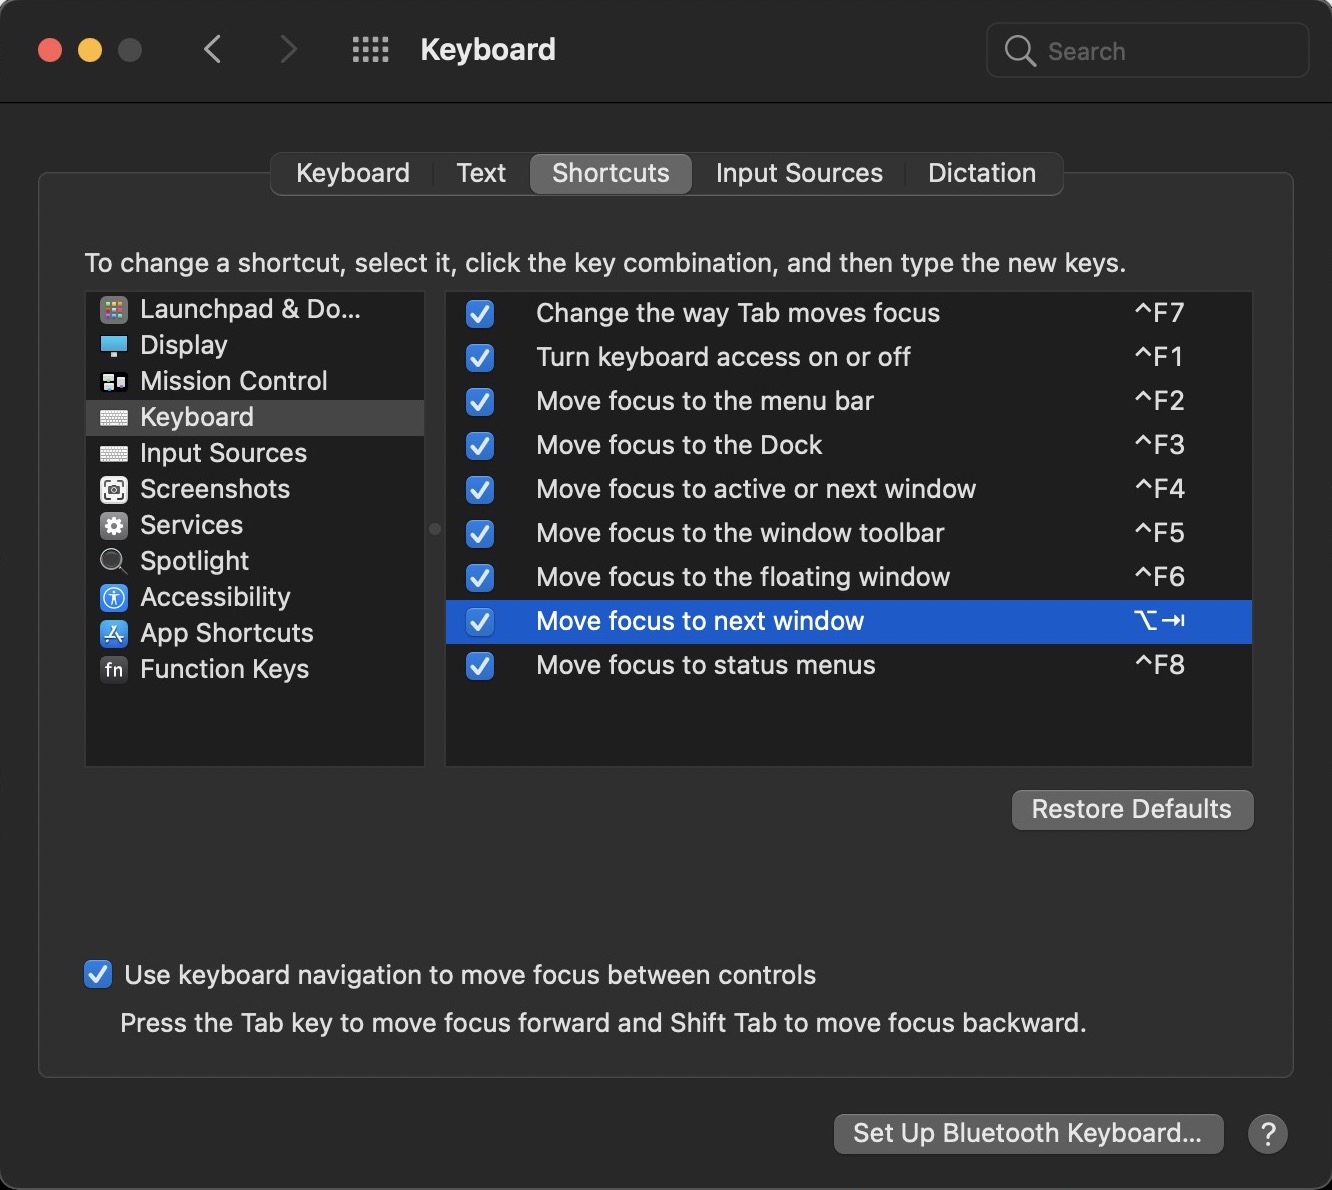 Keyboard
Search
Keyboard Text Shortcuts Input Sources Dictation
To change a shortcut, select it, click the key combination, and then type the new keys.
Launchpad & Do...
Display
Mission Control
Keyboard
Input Sources
Screenshots
Services
Spotlight
Accessibility
App Shortcuts
fn Function Keys
Change the way Tab moves focus ^F7
Turn keyboard access on or off ^F1
Move focus to the menu bar ^F2
Move focus to the Dock ^F3
Move focus to active or next window ^F4
Move focus to the window toolbar ^F5
Move focus to the floating window ^F6
Move focus to next window ⌥⇥
Move focus to status menus ^F8
Restore Defaults
Use keyboard navigation to move focus between controls
Press the Tab key to move focus forward and Shift Tab to move focus backward.
Set Up Bluetooth Keyboard... ?